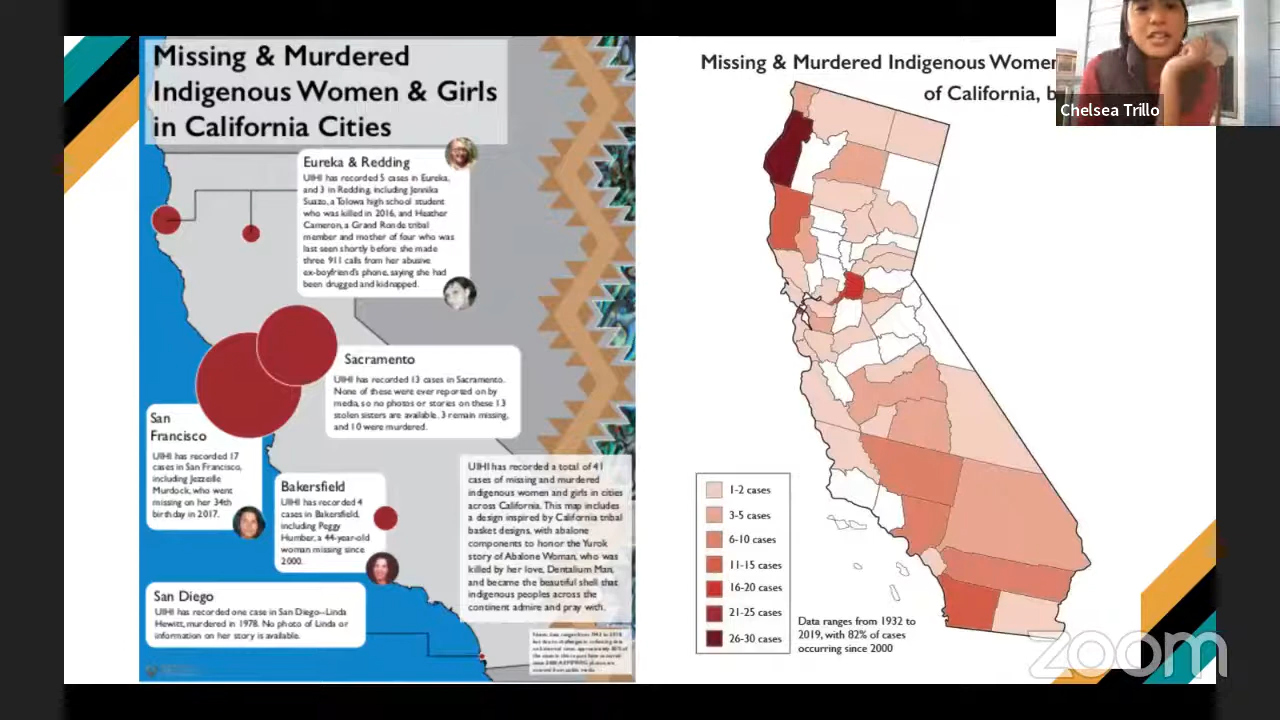 Missing & Murdered
Indigenous Women & Girls
in California Cities
Eureka & Redding
UIHI has recorded 5 cases in Eureka,
and 3 in Redding, including Jennika
Suazo, a Tolowa high school student
who was killed in 2016, and Heather
Cameron, a Grand Ronde tribal
member and mother of four who was
last seen shortly before she made
three 911 calls from her abusive
ex-boyfriend's phone, saying she had
been drugged and kidnapped.
Sacramento
UIHI has recorded 13 cases in Sacramento.
None of these were ever reported on by
media, so no photos or stories on these 13
stolen sisters are available. 3 remain missing,
and 10 were murdered.
San
Francisco
UIHI has recorded 17
cases in San Francisco,
including Jezzeille
Murdock, who went
missing on her 34th
birthday in 2017.
Bakersfield
UIHI has recorded 4
cases in Bakersfield,
including Peggy
Humber, a 44-year-old
woman missing since
2000.
San Diego
UIHI has recorded one case in San Diego--Linda
Hewitt, murdered in 1978. No photo of Linda or
information on her story is available.
UIHI has recorded a total of 41
cases of missing and murdered
indigenous women and girls in cities
across California. This map includes
a design inspired by California tribal
basket designs, with abalone
components to honor the Yurok
story of Abalone Woman, who was
killed by her love, Dentalium Man,
and became the beautiful shell that
indigenous peoples across the
continent admire and pray with.
Missing & Murdered Indigenous Women
of California, b
1-2 cases
3-5 cases
6-10 cases
11-15 cases
16-20 cases
21-25 cases
26-30 cases
Data ranges from 1932 to
2019, with 82% of cases
occurring since 2000
Chelsea Trillo
zoom